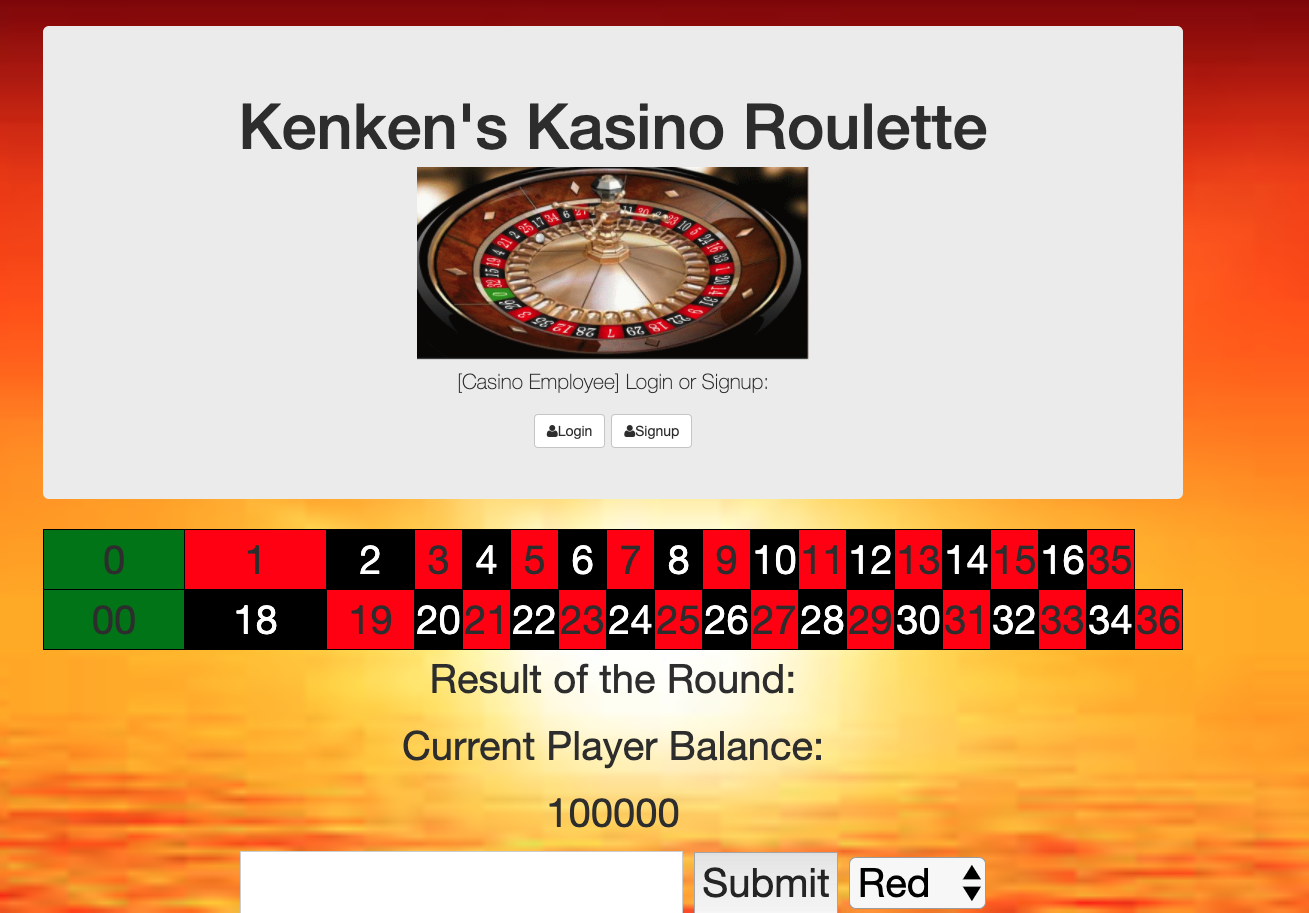 Kenken's Kasino Roulette
[Casino Employee] Login or Signup:
Login Signup
0 1 2 3 4 5 6 7 8 9 10 11 12 13 14 15 16 35
00 18 19 20 21 22 23 24 25 26 27 28 29 30 31 32 33 34 36
Result of the Round:
Current Player Balance:
100000
Submit Red